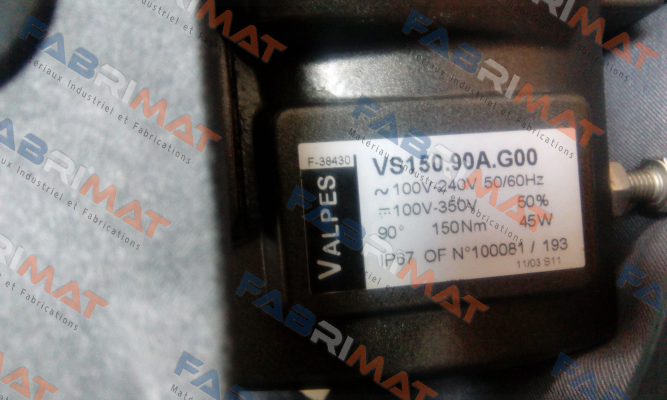 F-38430
VALPES
VS150.90A.G00
~ 100V-240V 50/60Hz
⎓ 100V-350V 50%
90° 150Nm 45W
IP67 OF N°100081 / 193
11/03 S11
FABRIMAT
Matériaux Industriel et Fabrications